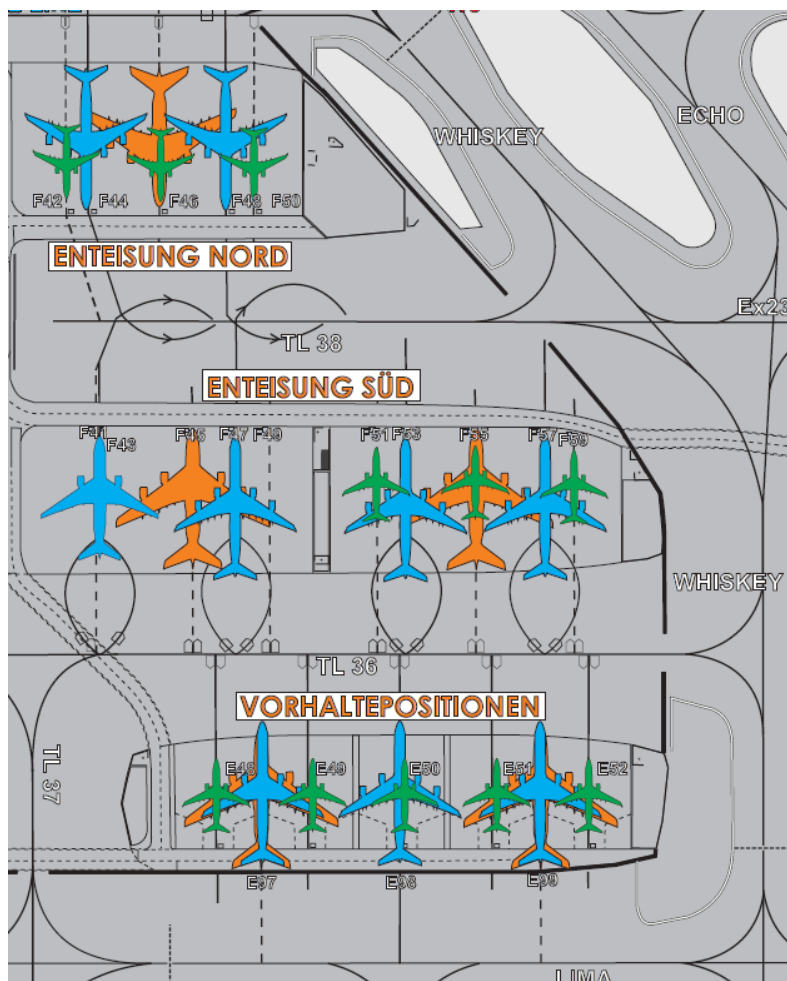 WHISKEY
ECHO
F42 F44 F46 F48 F50
ENTEISUNG NORD
Ex23
TL 38
ENTEISUNG SÜD
F41 F43 F45 F47 F49 F51 F53 F55 F57 F59
WHISKEY
TL 36
VORHALTEPOSITIONEN
TL 37
E48 E49 E50 E51 E52
E97 E98 E99
LIMA